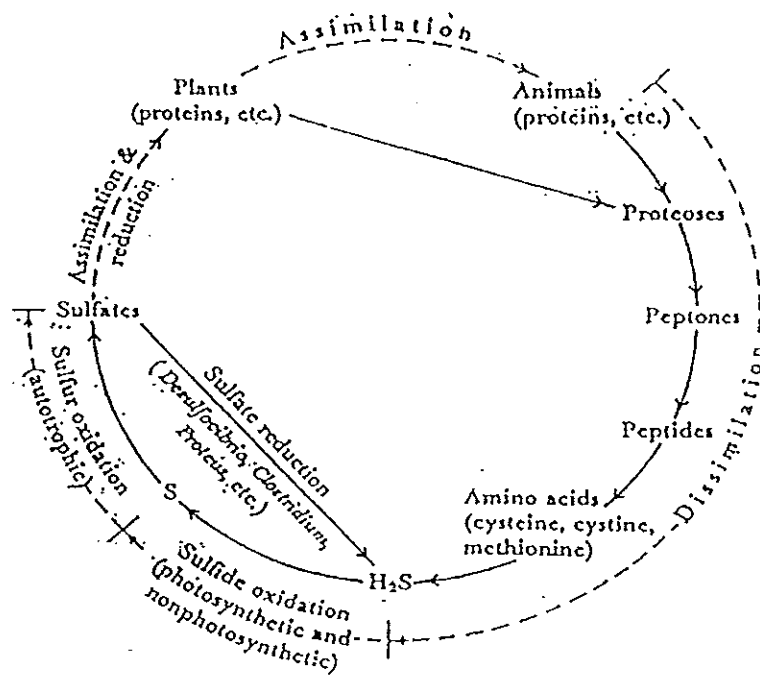 Assimilation
Plants
(proteins, etc.)
Animals
(proteins, etc.)
Assimilation &
reduction
Proteoses
Sulfates
Peptones
Sulfur oxidation
(autotrophic)
Sulfate reduction
(Desulfocibrio, Clostridium,
Proteus, etc.)
Peptides
Dissimilation
S
Amino acids
(cysteine, cystine,
methionine)
H₂S
Sulfide oxidation
(photosynthetic and
nonphotosynthetic)